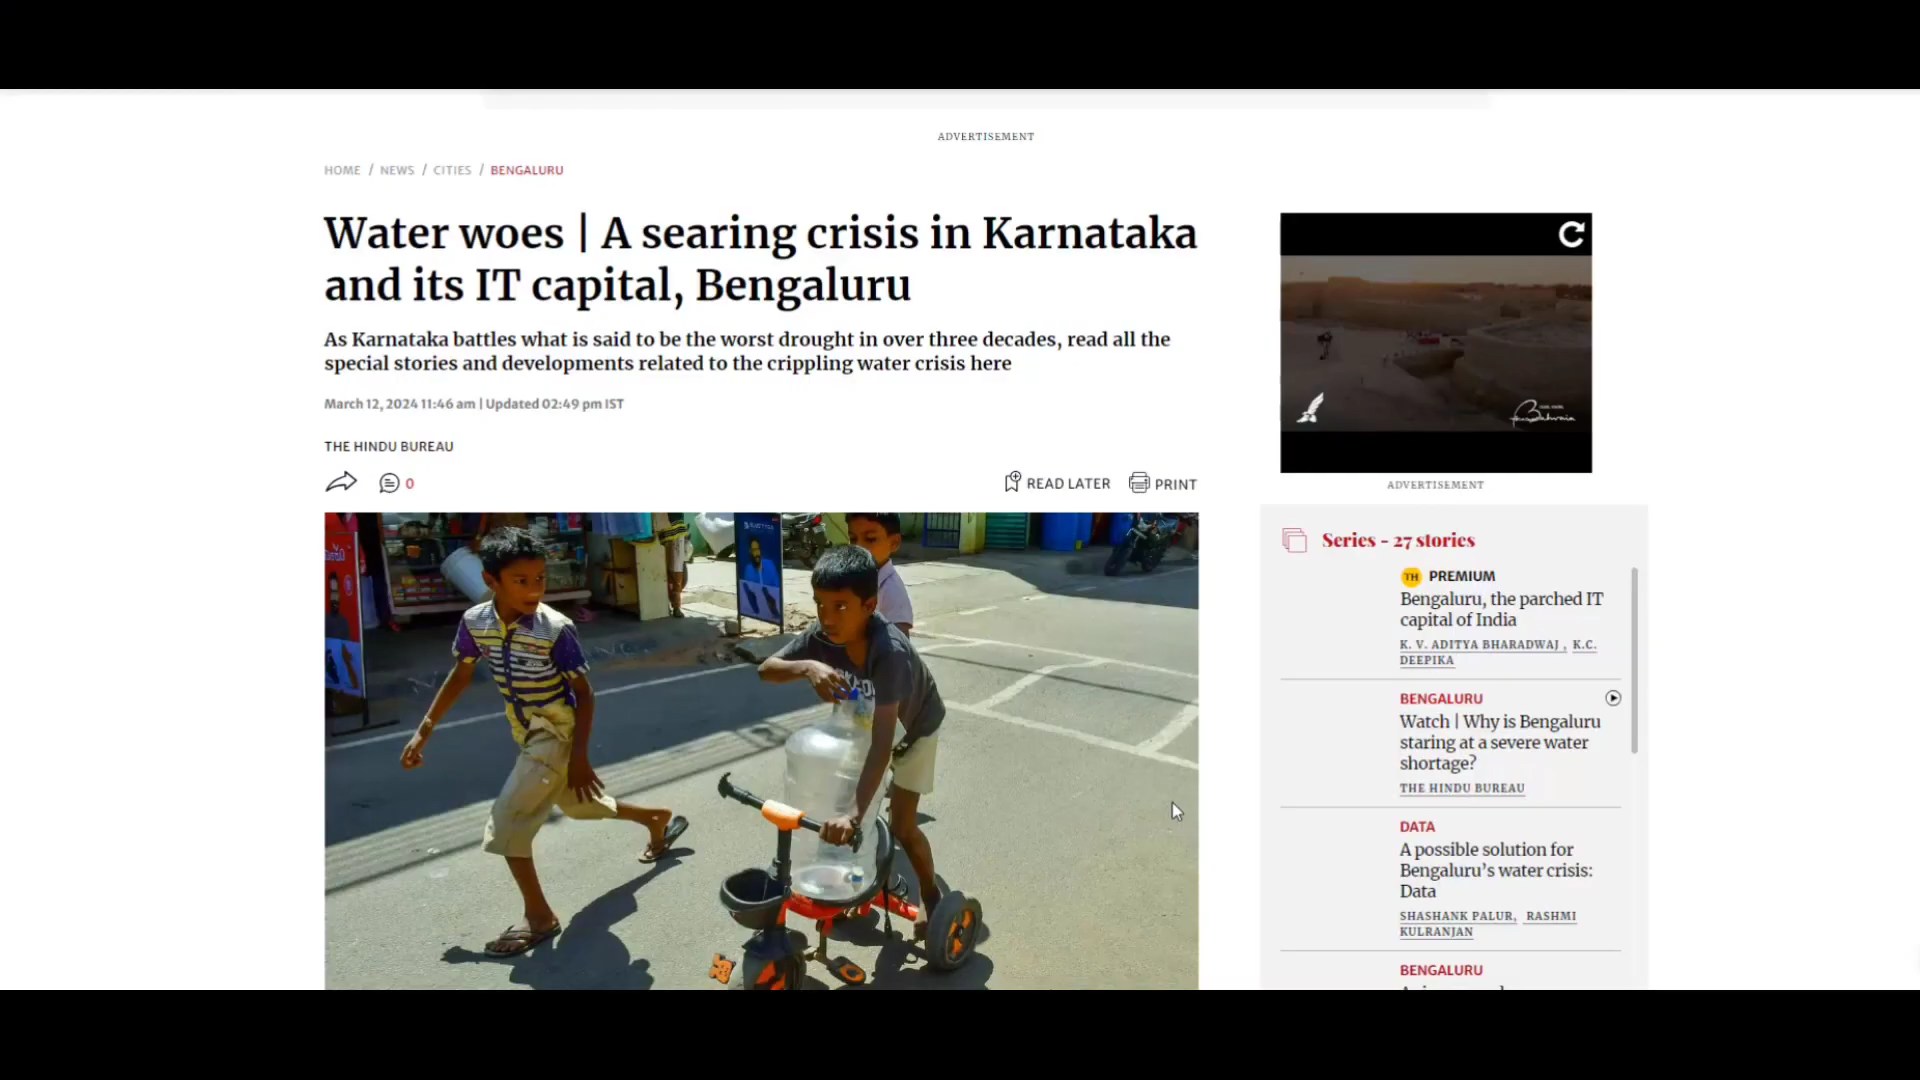 ADVERTISEMENT
HOME / NEWS / CITIES / BENGALURU
Water woes | A searing crisis in Karnataka
and its IT capital, Bengaluru
As Karnataka battles what is said to be the worst drought in over three decades, read all the
special stories and developments related to the crippling water crisis here
March 12, 2024 11:46 am | Updated 02:49 pm IST
THE HINDU BUREAU
0
READ LATER
PRINT
ADVERTISEMENT
Series - 27 stories
TH PREMIUM
Bengaluru, the parched IT
capital of India
K. V. ADITYA BHARADWAJ , K.C.
DEEPIKA
BENGALURU
Watch | Why is Bengaluru
staring at a severe water
shortage?
THE HINDU BUREAU
DATA
A possible solution for
Bengaluru’s water crisis:
Data
SHASHANK PALUR, RASHMI
KULRANJAN
BENGALURU